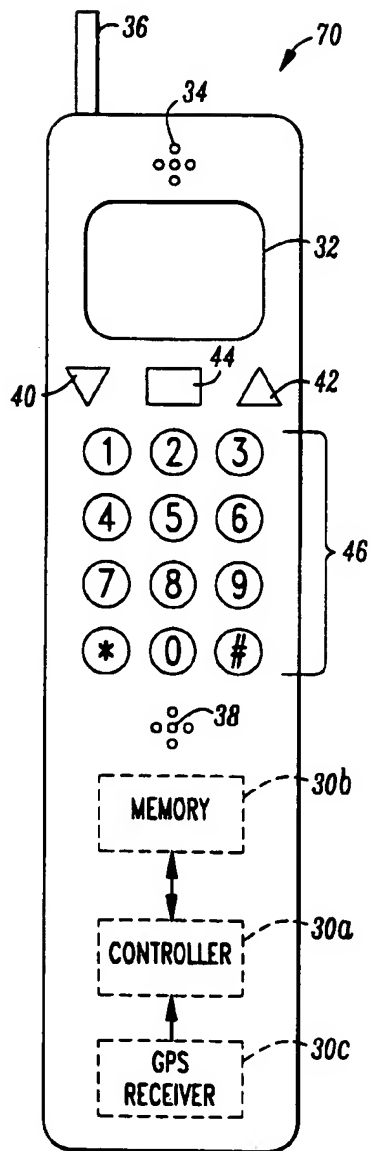 36
70
34
32
44
40
42
1 2 3
4 5 6
46
7 8 9
* 0 #
38
MEMORY
30b
CONTROLLER
30a
GPS
RECEIVER
30c